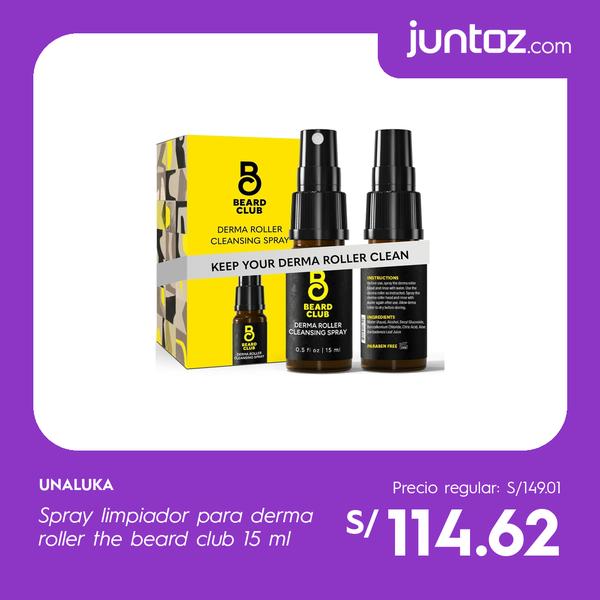 juntoz.com
B
BEARD
CLUB
DERMA ROLLER
CLEANSING SPRAY
KEEP YOUR DERMA ROLLER CLEAN
B
BEARD
CLUB
DERMA ROLLER
CLEANSING SPRAY
B
BEARD
CLUB
DERMA ROLLER
CLEANSING SPRAY
0.5 fl oz | 15 ml
INSTRUCTIONS
INGREDIENTS
PARABEN FREE
UNALUKA
Spray limpiador para derma
roller the beard club 15 ml
Precio regular: S/149.01
S/ 114.62